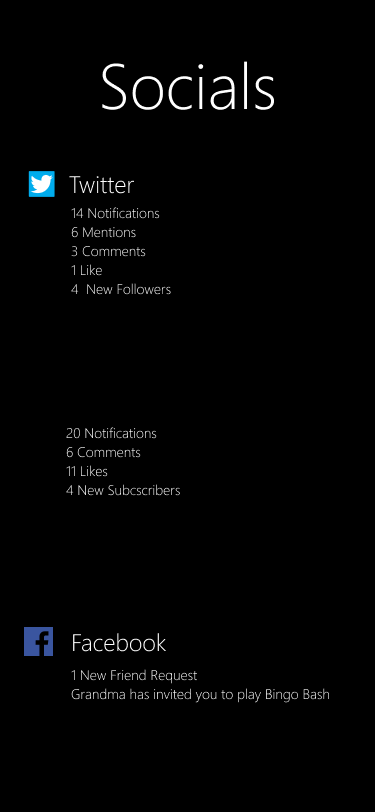 Socials
Twitter
14 Notifications
6 Mentions
3 Comments
1 Like
4 New Followers
20 Notifications
6 Comments
11 Likes
4 New Subcscribers
Facebook
1 New Friend Request
Grandma has invited you to play Bingo Bash